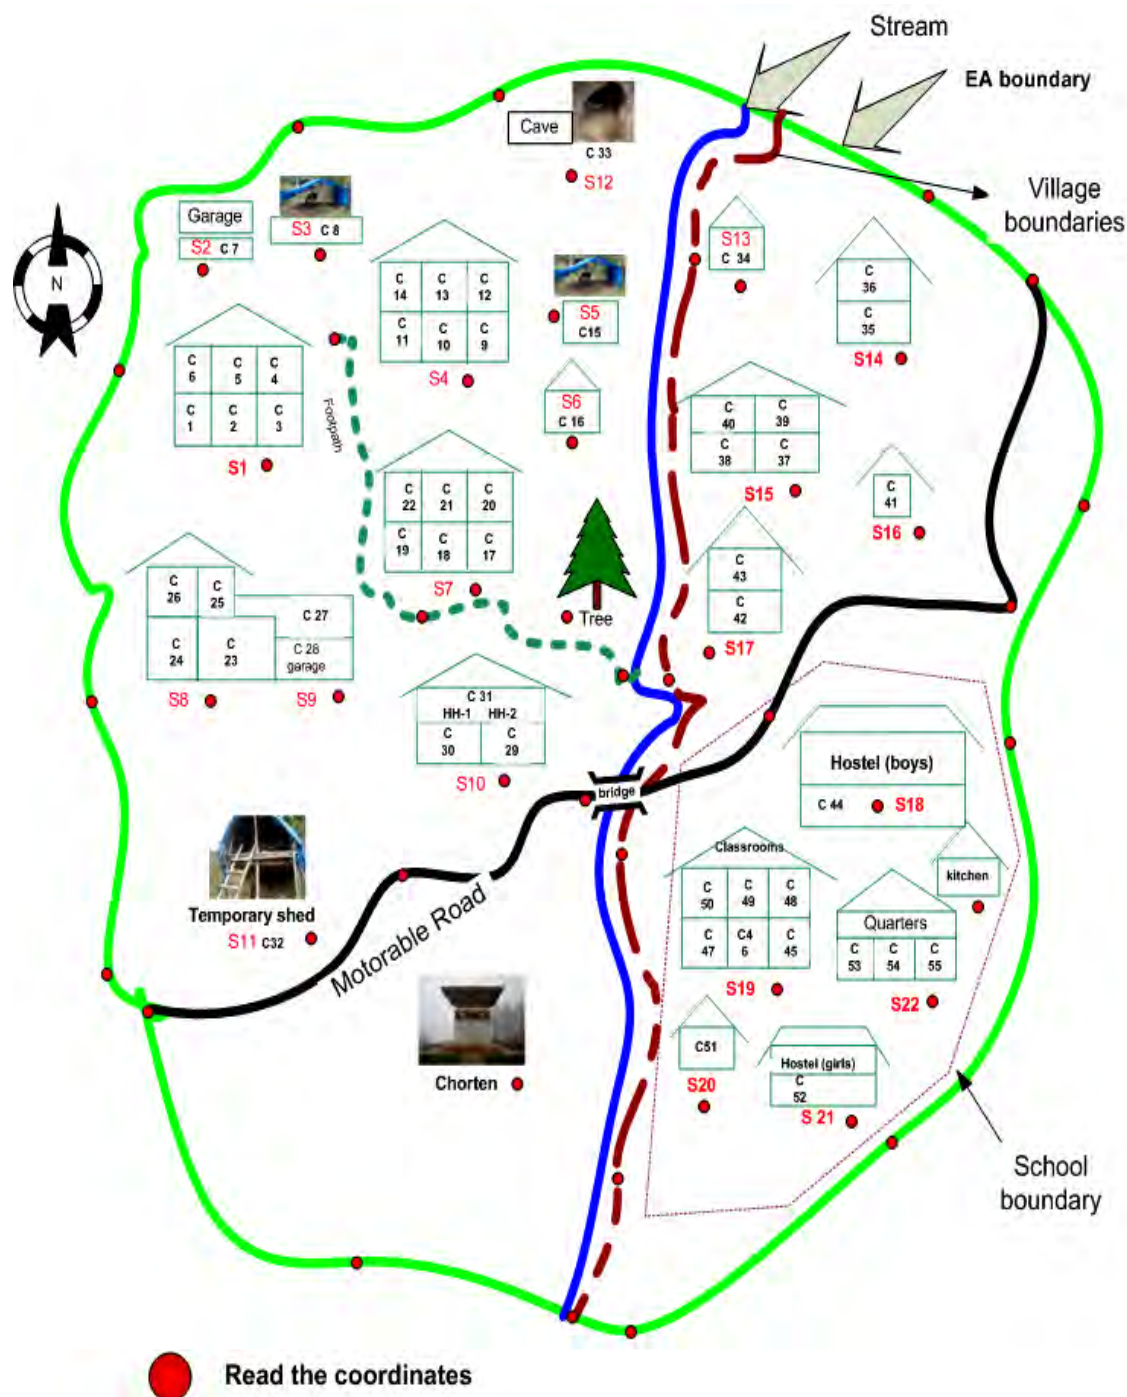 Stream
EA boundary
Cave
C 33
S12
Village
boundaries
Garage
S2 C 7
S3 C 8
S13
C 34
N
C
14
C
13
C
12
C
11
C
10
C
9
S4
S5
C15
C
36
C
35
S14
C
6
C
5
C
4
C
1
C
2
C
3
S1
Footpath
S6
C 16
C
40
C
39
C
38
C
37
S15
C
41
S16
C
22
C
21
C
20
C
19
C
18
C
17
S7
C
43
C
42
S17
Tree
C
26
C
25
C 27
C
24
C
23
C 28
garage
S8
S9
C 31
HH-1 HH-2
C
30
C
29
S10
bridge
Hostel (boys)
C 44 S18
Classrooms
C
50
C
49
C
48
C
47
C4
6
C
45
S19
kitchen
Quarters
C
53
C
54
C
55
S22
Temporary shed
S11 C32
Motorable Road
Chorten
C51
S20
Hostel (girls)
C
52
S 21
School
boundary
Read the coordinates